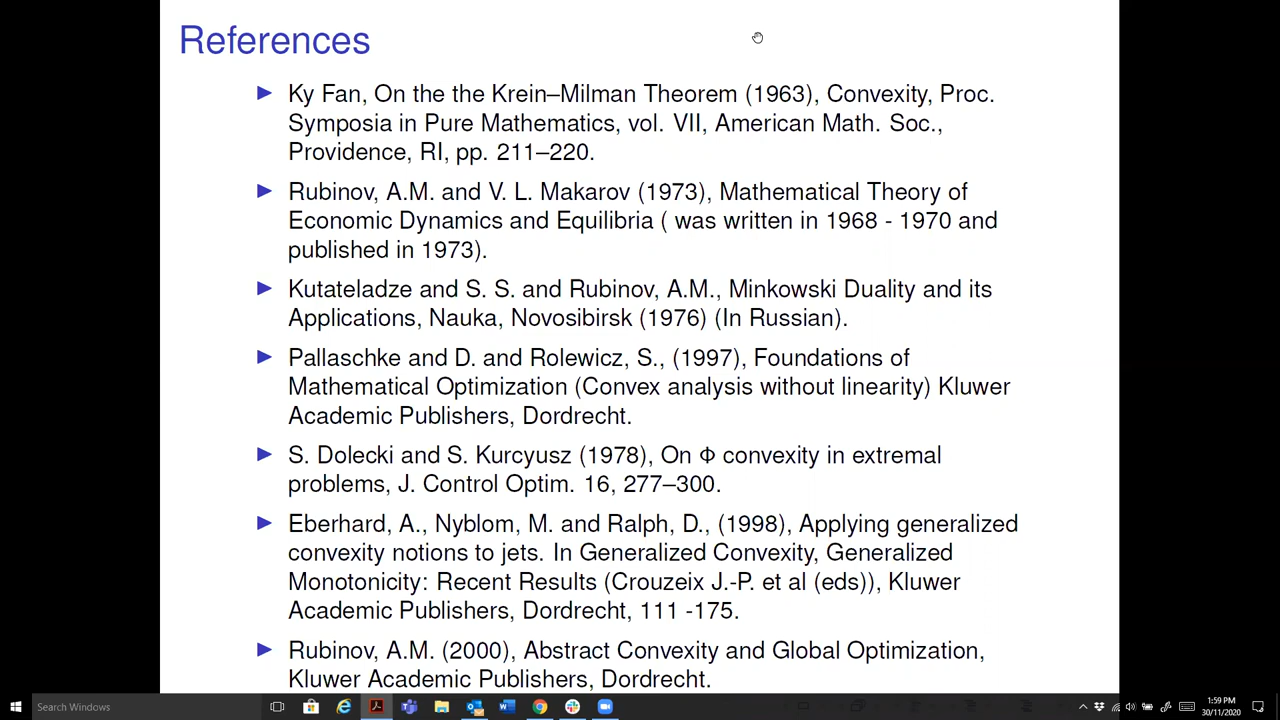 References
Ky Fan, On the the Krein–Milman Theorem (1963), Convexity, Proc.
Symposia in Pure Mathematics, vol. VII, American Math. Soc.,
Providence, RI, pp. 211–220.
Rubinov, A.M. and V. L. Makarov (1973), Mathematical Theory of
Economic Dynamics and Equilibria ( was written in 1968 - 1970 and
published in 1973).
Kutateladze and S. S. and Rubinov, A.M., Minkowski Duality and its
Applications, Nauka, Novosibirsk (1976) (In Russian).
Pallaschke and D. and Rolewicz, S., (1997), Foundations of
Mathematical Optimization (Convex analysis without linearity) Kluwer
Academic Publishers, Dordrecht.
S. Dolecki and S. Kurcyusz (1978), On Φ convexity in extremal
problems, J. Control Optim. 16, 277–300.
Eberhard, A., Nyblom, M. and Ralph, D., (1998), Applying generalized
convexity notions to jets. In Generalized Convexity, Generalized
Monotonicity: Recent Results (Crouzeix J.-P. et al (eds)), Kluwer
Academic Publishers, Dordrecht, 111 -175.
Rubinov, A.M. (2000), Abstract Convexity and Global Optimization,
Kluwer Academic Publishers, Dordrecht.
Search Windows
1:59 PM
30/11/2020